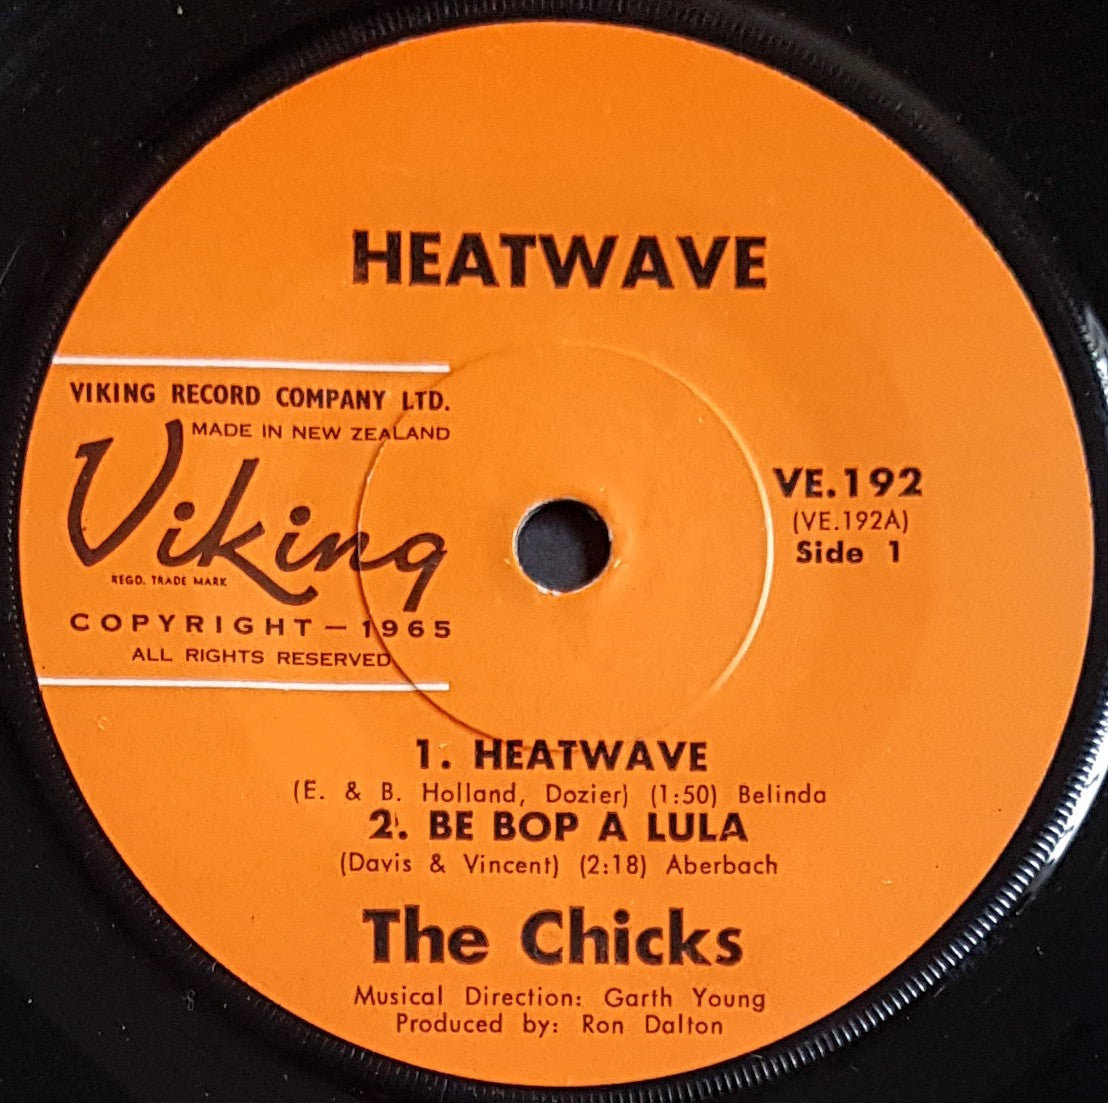 HEATWAVE
VIKING RECORD COMPANY LTD.
MADE IN NEW ZEALAND
Viking
REGD. TRADE MARK
COPYRIGHT — 1965
ALL RIGHTS RESERVED
VE.192
(VE.192A)
Side 1
1. HEATWAVE
(E. & B. Holland, Dozier) (1:50) Belinda
2. BE BOP A LULA
(Davis & Vincent) (2:18) Aberbach
The Chicks
Musical Direction: Garth Young
Produced by: Ron Dalton